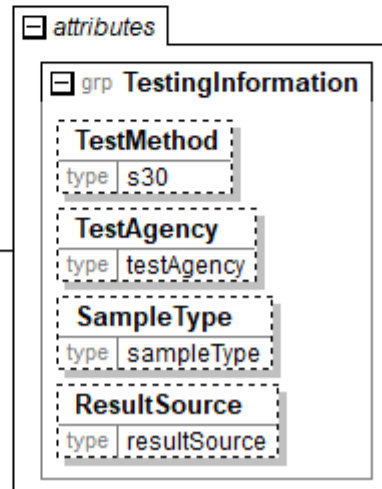 attributes
grp TestingInformation
TestMethod
type s30
TestAgency
type testAgency
SampleType
type sampleType
ResultSource
type resultSource